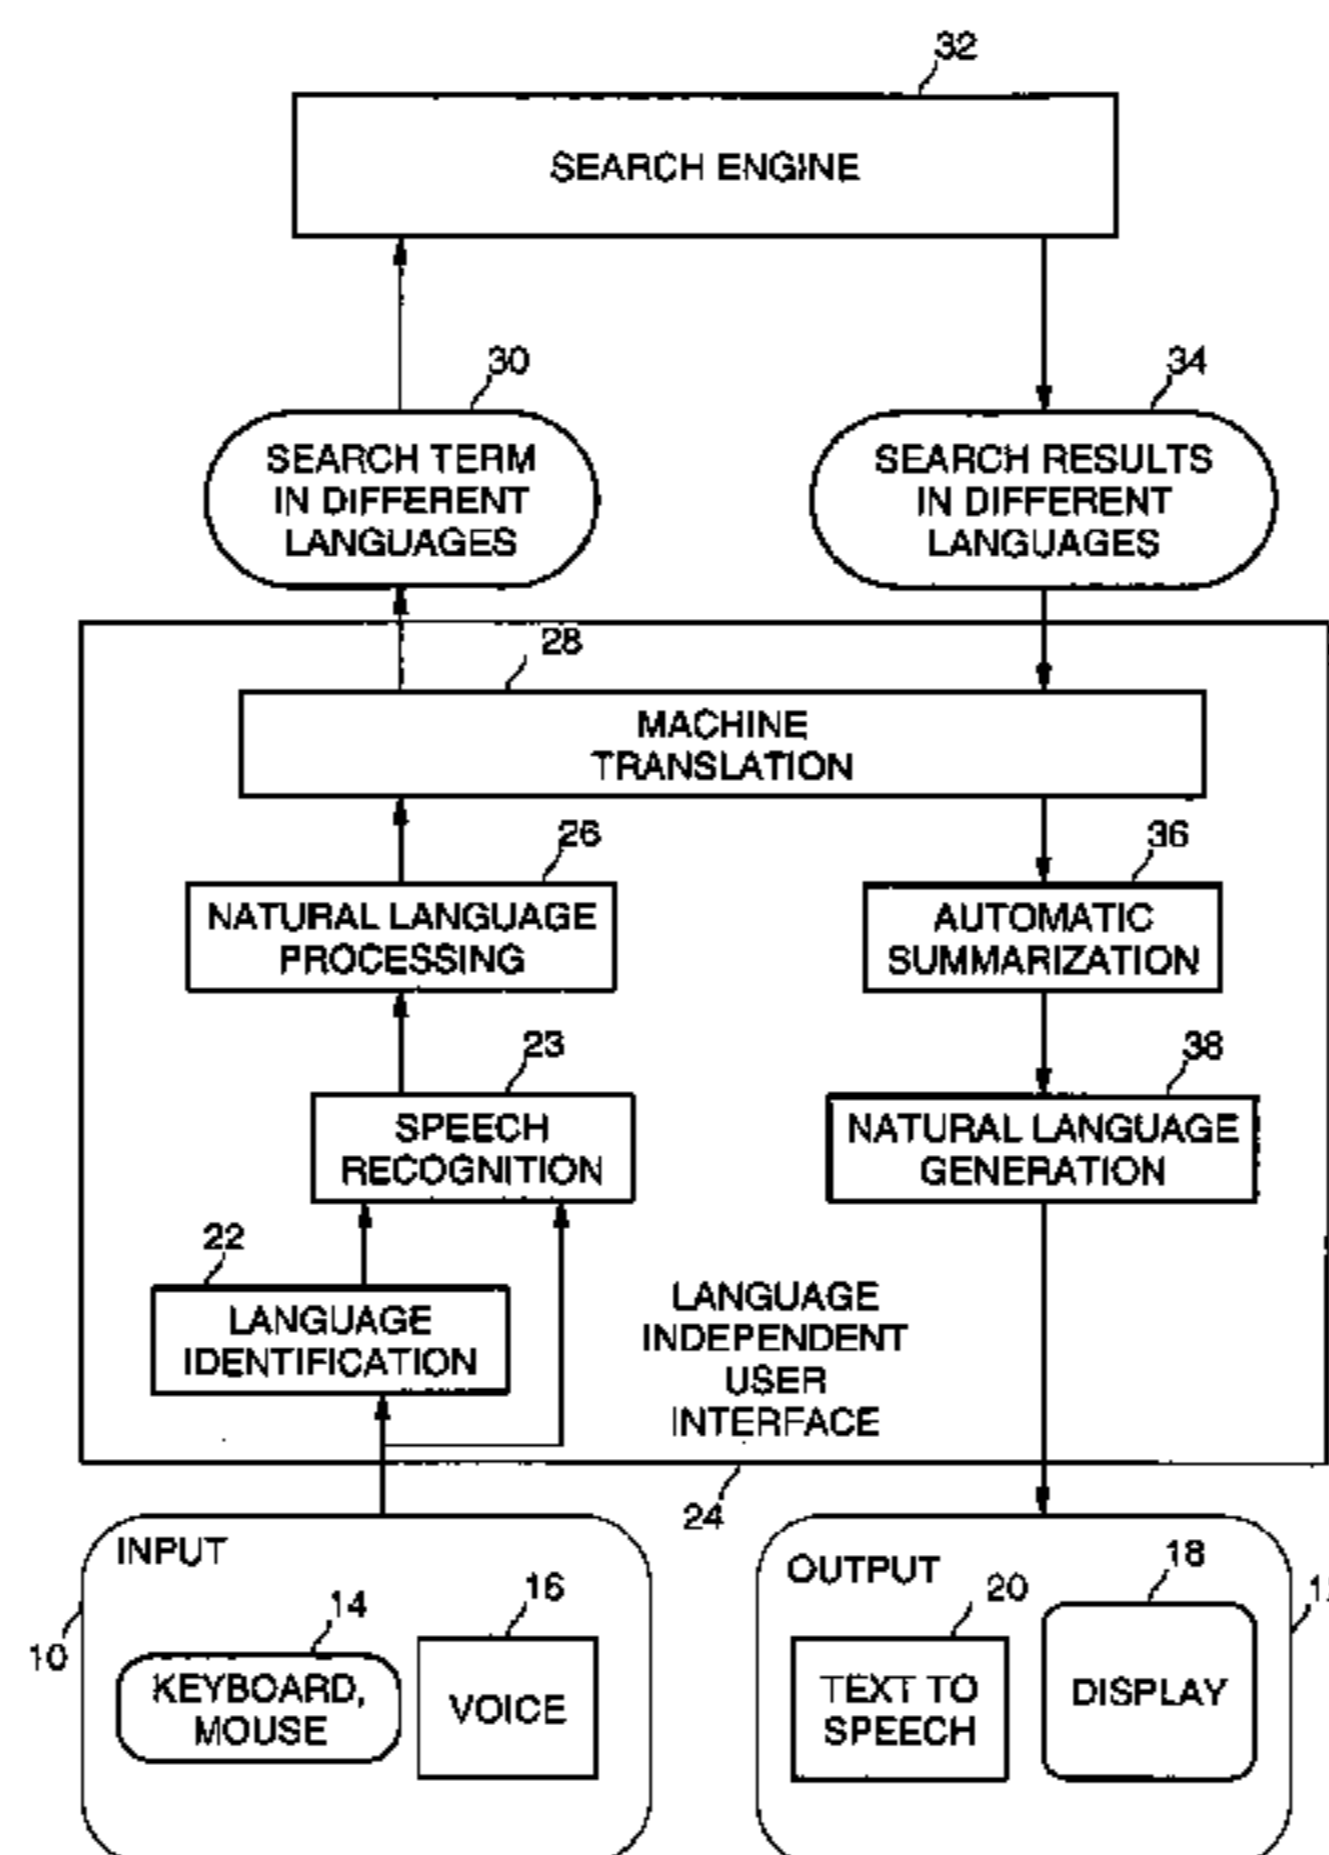 32
SEARCH ENGINE
30
34
SEARCH TERM
IN DIFFERENT
LANGUAGES
SEARCH RESULTS
IN DIFFERENT
LANGUAGES
28
MACHINE
TRANSLATION
26
36
NATURAL LANGUAGE
PROCESSING
AUTOMATIC
SUMMARIZATION
23
38
SPEECH
RECOGNITION
NATURAL LANGUAGE
GENERATION
22
LANGUAGE
IDENTIFICATION
LANGUAGE
INDEPENDENT
USER
INTERFACE
24
INPUT
10
14
KEYBOARD,
MOUSE
16
VOICE
OUTPUT
20
TEXT TO
SPEECH
18
DISPLAY